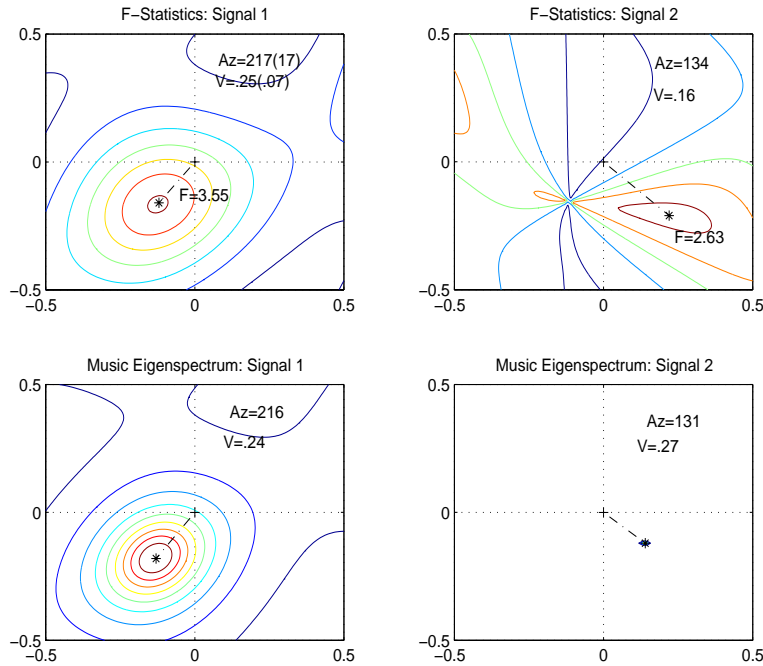 F−Statistics: Signal 1
0.5
Az=217(17)
V=.25(.07)
0
F=3.55
−0.5
−0.5
0
0.5
F−Statistics: Signal 2
0.5
Az=134
V=.16
0
F=2.63
−0.5
−0.5
0
0.5
Music Eigenspectrum: Signal 1
0.5
Az=216
V=.24
0
−0.5
−0.5
0
0.5
Music Eigenspectrum: Signal 2
0.5
Az=131
V=.27
0
−0.5
−0.5
0
0.5